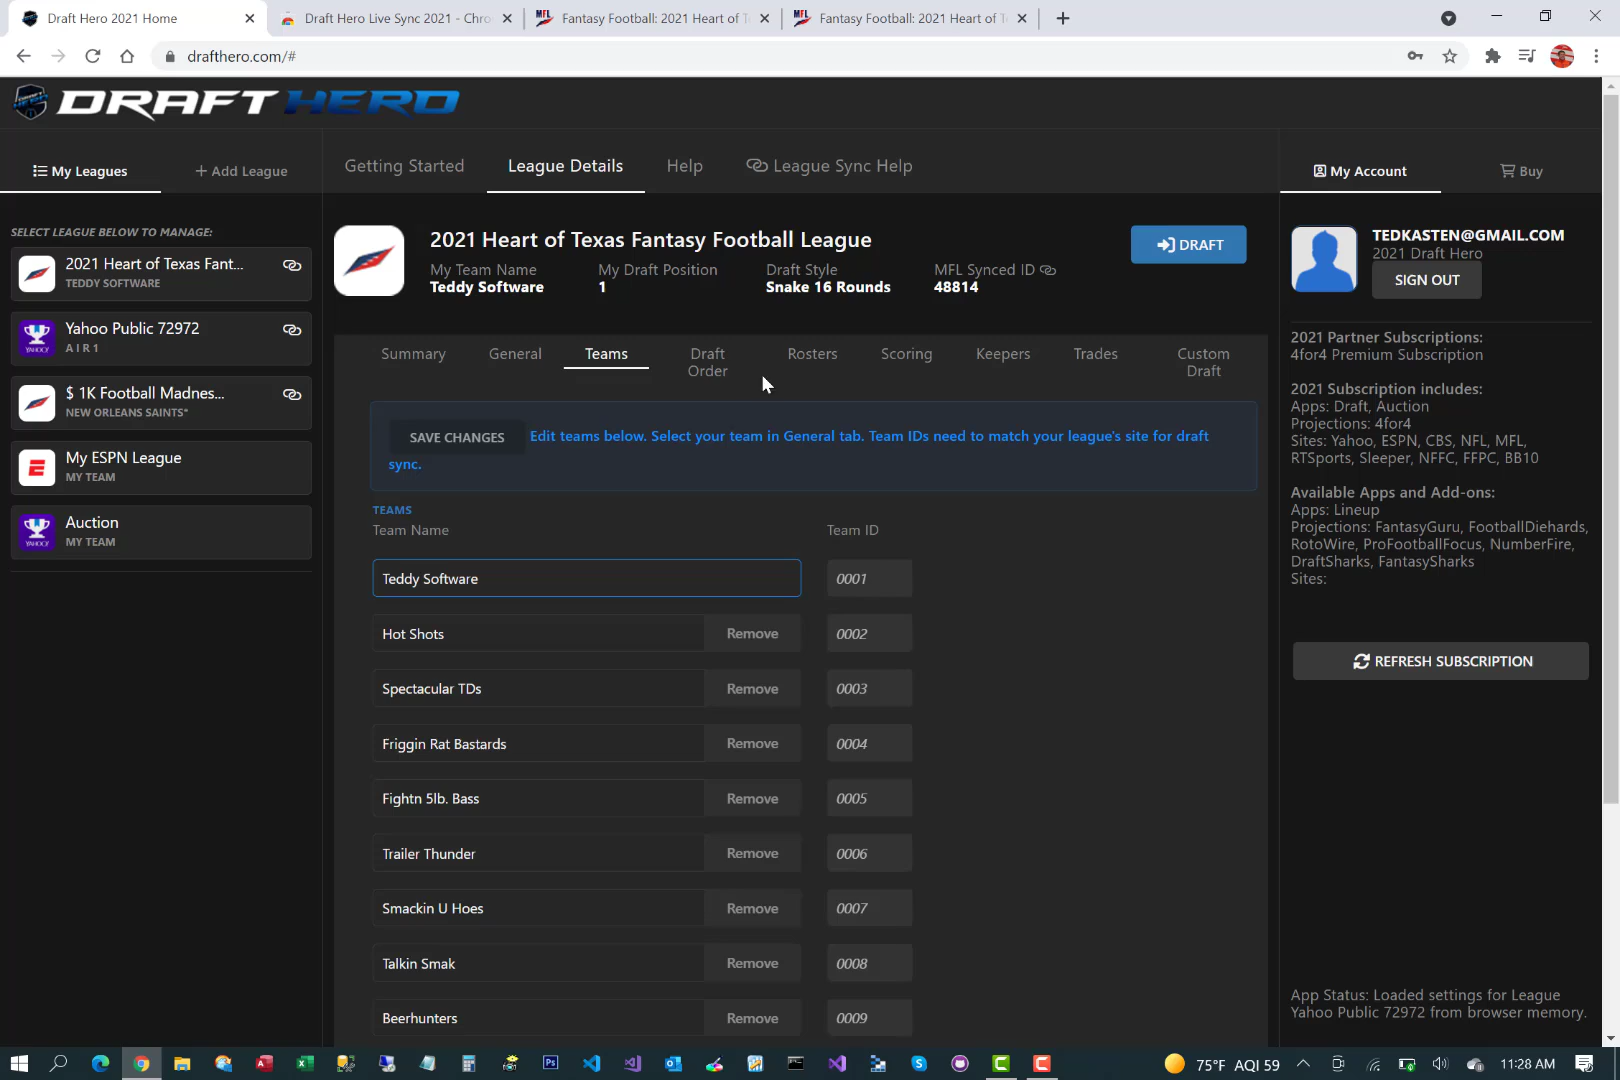 Draft Hero 2021 Home
Draft Hero Live Sync 2021 - Chro
MFL Fantasy Football: 2021 Heart of T
MFL Fantasy Football: 2021 Heart of T
drafthero.com/#
DRAFT HERO
My Leagues
+ Add League
Getting Started
League Details
Help
League Sync Help
My Account
Buy
SELECT LEAGUE BELOW TO MANAGE:
2021 Heart of Texas Fant...
TEDDY SOFTWARE
Yahoo Public 72972
A I R 1
$ 1K Football Madnes...
NEW ORLEANS SAINTS*
My ESPN League
MY TEAM
Auction
MY TEAM
2021 Heart of Texas Fantasy Football League
My Team Name
Teddy Software
My Draft Position
1
Draft Style
Snake 16 Rounds
MFL Synced ID
48814
DRAFT
Summary
General
Teams
Draft Order
Rosters
Scoring
Keepers
Trades
Custom Draft
SAVE CHANGES Edit teams below. Select your team in General tab. Team IDs need to match your league's site for draft
sync.
TEAMS
Team Name Team ID
Teddy Software 0001
Hot Shots Remove 0002
Spectacular TDs Remove 0003
Friggin Rat Bastards Remove 0004
Fightn 5lb. Bass Remove 0005
Trailer Thunder Remove 0006
Smackin U Hoes Remove 0007
Talkin Smak Remove 0008
Beerhunters Remove 0009
TEDKASTEN@GMAIL.COM
2021 Draft Hero
SIGN OUT
2021 Partner Subscriptions:
4for4 Premium Subscription
2021 Subscription includes:
Apps: Draft, Auction
Projections: 4for4
Sites: Yahoo, ESPN, CBS, NFL, MFL,
RTSports, Sleeper, NFFC, FFPC, BB10
Available Apps and Add-ons:
Apps: Lineup
Projections: FantasyGuru, FootballDiehards,
RotoWire, ProFootballFocus, NumberFire,
DraftSharks, FantasySharks
Sites:
REFRESH SUBSCRIPTION
App Status: Loaded settings for League
Yahoo Public 72972 from browser memory.
75°F AQI 59
11:28 AM